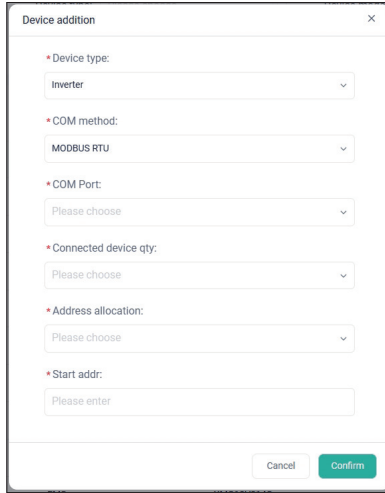 Device addition
* Device type:
Inverter
* COM method:
MODBUS RTU
* COM Port:
Please choose
* Connected device qty:
Please choose
* Address allocation:
Please choose
* Start addr:
Please enter
Cancel
Confirm